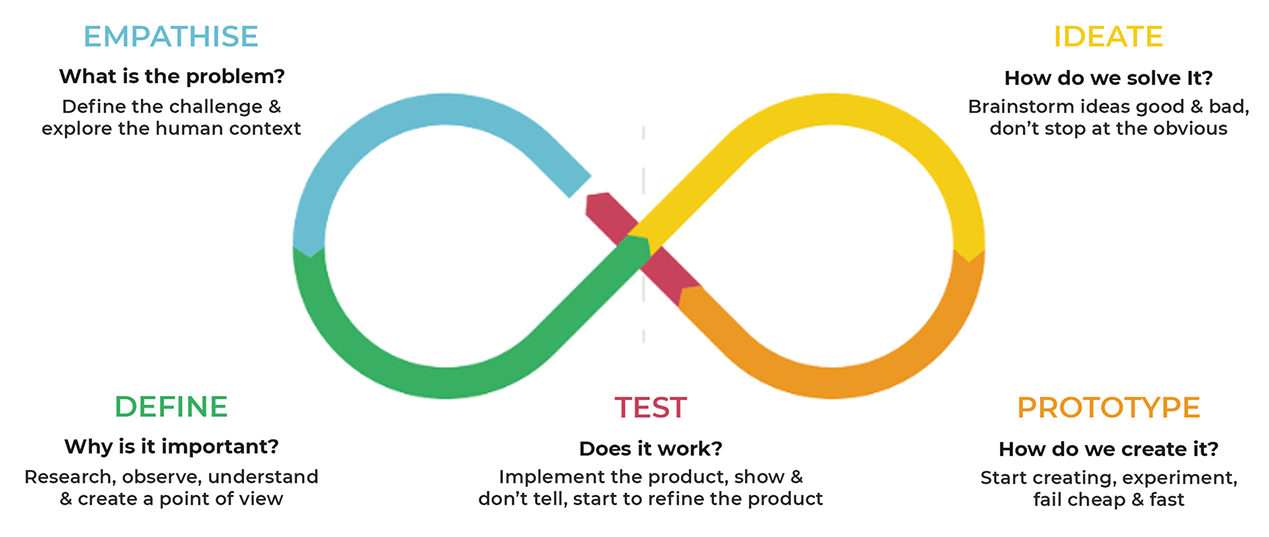 EMPATHISE
What is the problem?
Define the challenge &
explore the human context
IDEATE
How do we solve It?
Brainstorm ideas good & bad,
don’t stop at the obvious
DEFINE
Why is it important?
Research, observe, understand
& create a point of view
TEST
Does it work?
Implement the product, show &
don’t tell, start to refine the product
PROTOTYPE
How do we create it?
Start creating, experiment,
fail cheap & fast